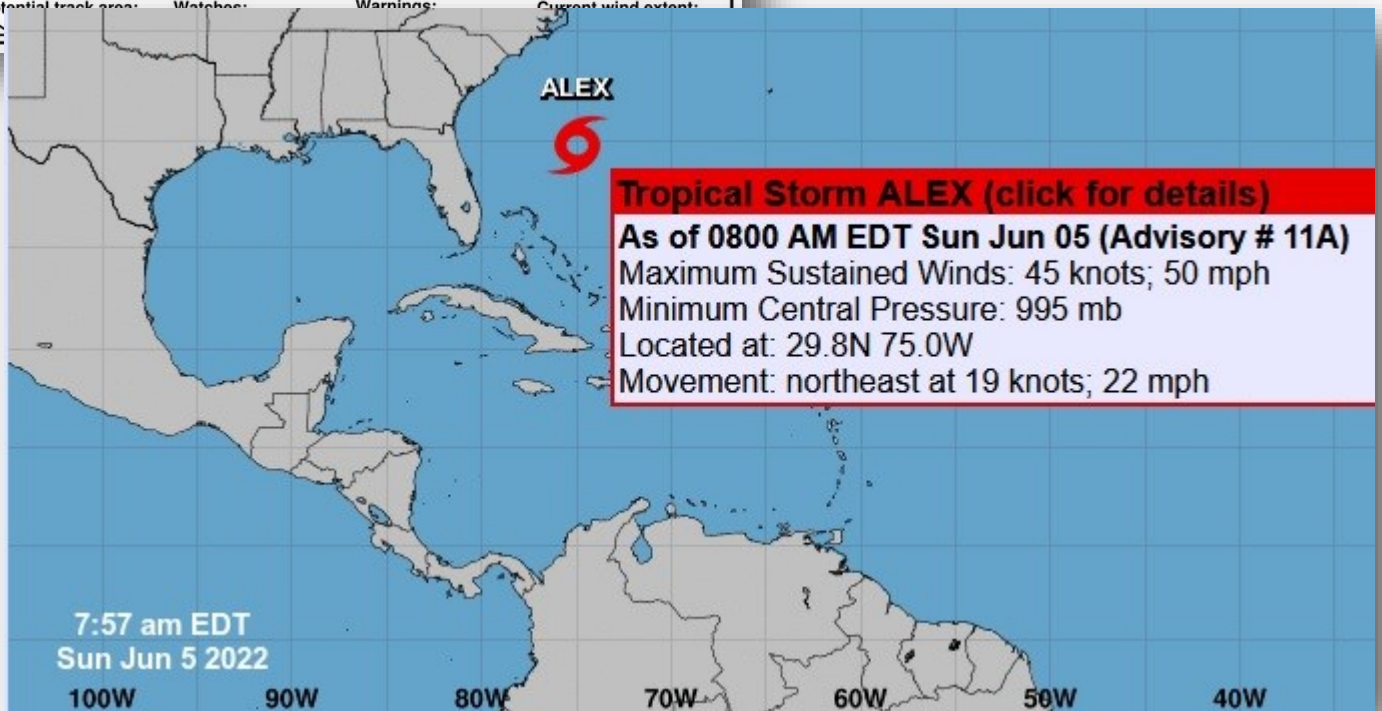 Potential track area: Watches: Warnings: Current wind extent:
ALEX
Tropical Storm ALEX (click for details)
As of 0800 AM EDT Sun Jun 05 (Advisory # 11A)
Maximum Sustained Winds: 45 knots; 50 mph
Minimum Central Pressure: 995 mb
Located at: 29.8N 75.0W
Movement: northeast at 19 knots; 22 mph
7:57 am EDT
Sun Jun 5 2022
100W 90W 80W 70W 60W 50W 40W